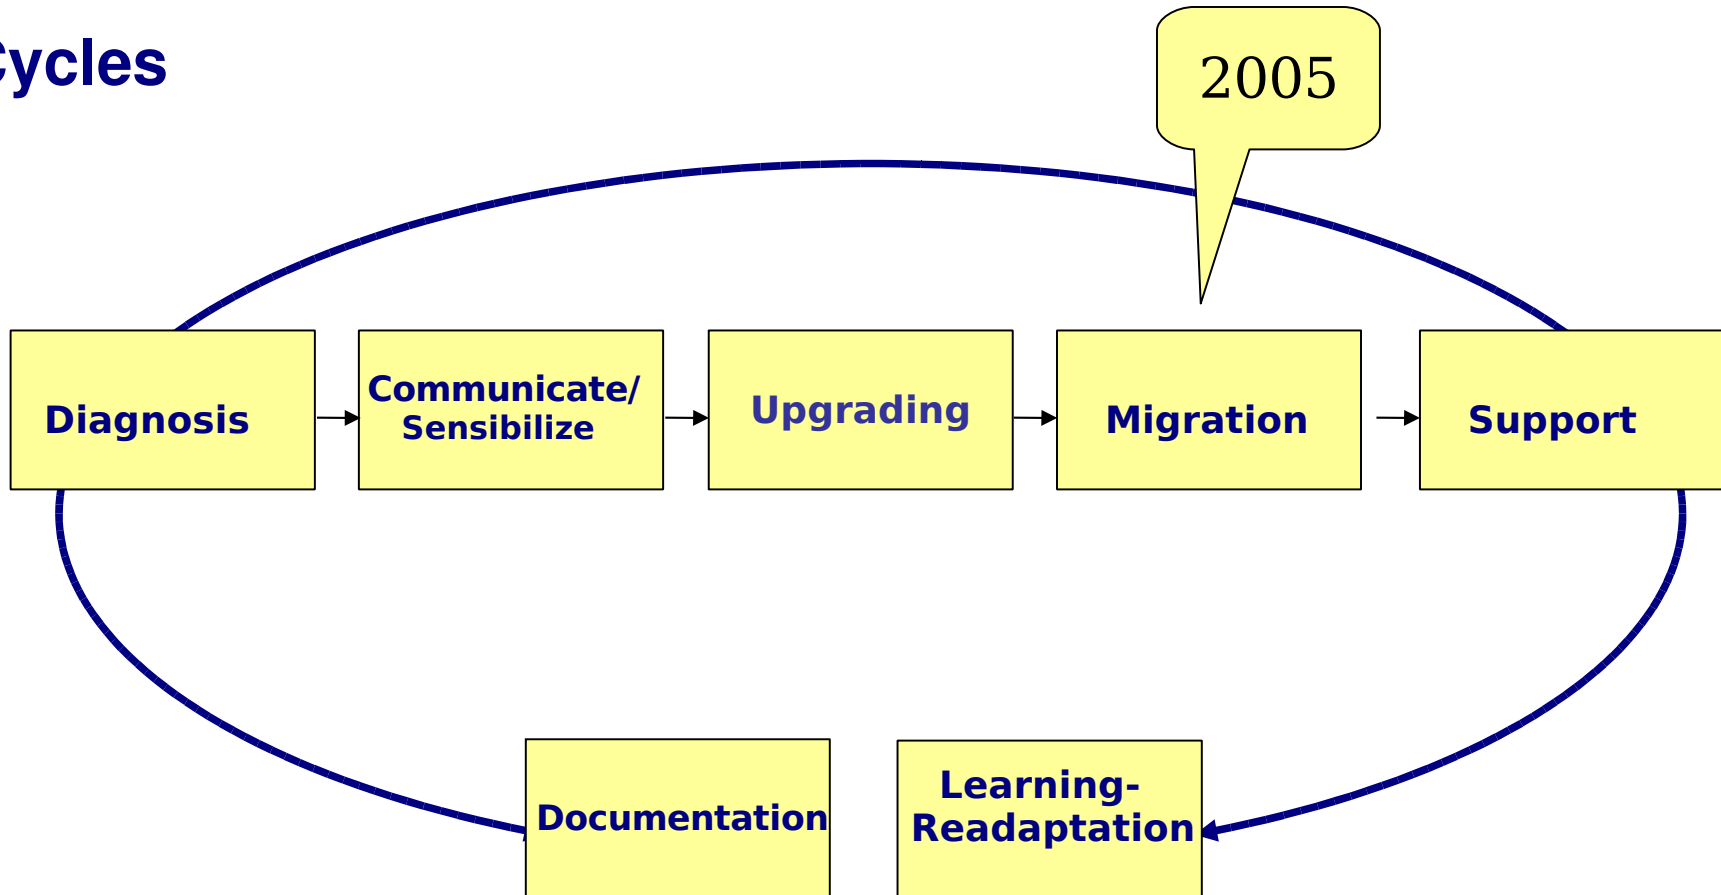 Cycles
2005
Diagnosis
Communicate/
Sensibilize
Upgrading
Migration
Support
Documentation
Learning-
Readaptation